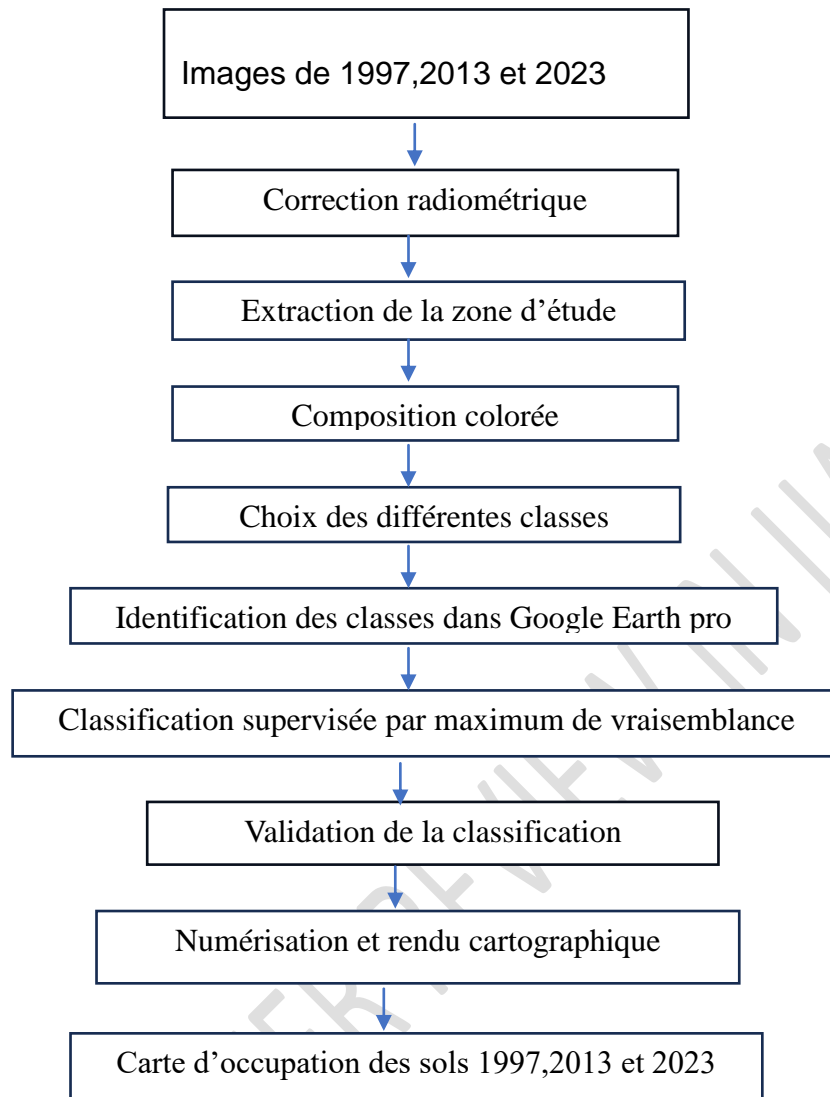 Images de 1997,2013 et 2023
Correction radiométrique
Extraction de la zone d’étude
Composition colorée
Choix des différentes classes
Identification des classes dans Google Earth pro
Classification supervisée par maximum de vraisemblance
Validation de la classification
Numérisation et rendu cartographique
Carte d’occupation des sols 1997,2013 et 2023